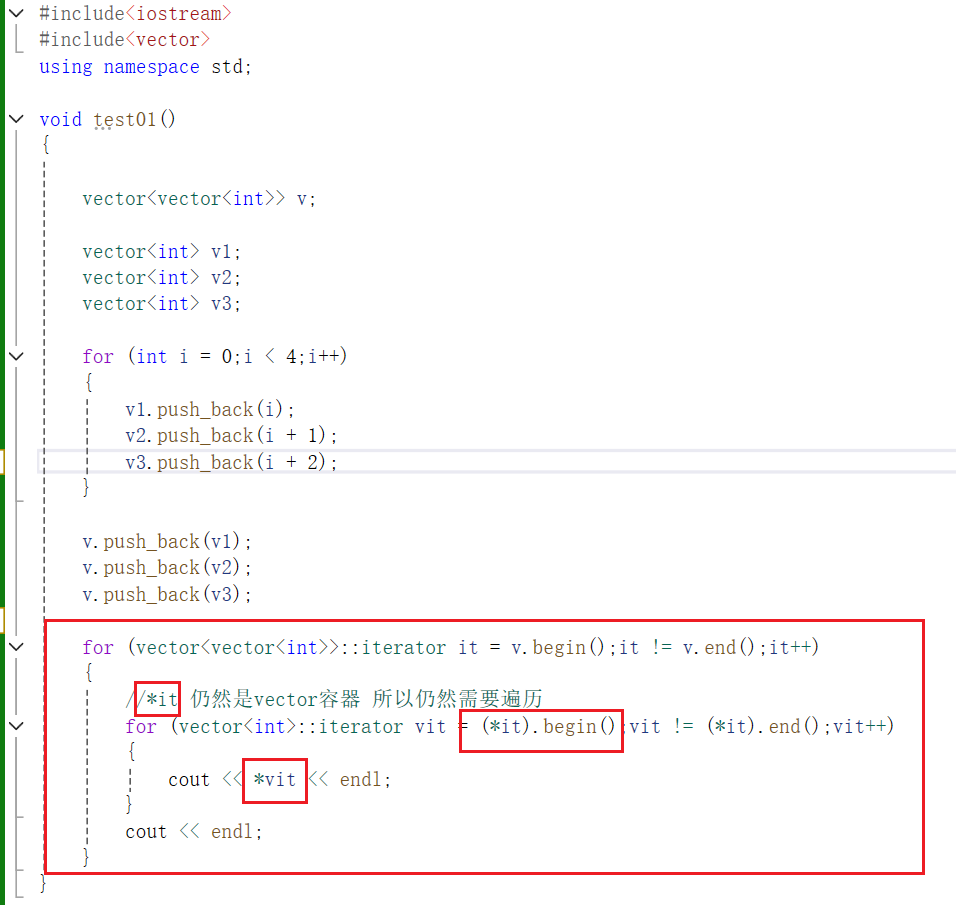 #include<iostream>
#include<vector>
using namespace std;
void test01()
{
vector<vector<int>> v;
vector<int> v1;
vector<int> v2;
vector<int> v3;
for (int i = 0;i < 4;i++)
{
v1.push_back(i);
v2.push_back(i + 1);
v3.push_back(i + 2);
}
v.push_back(v1);
v.push_back(v2);
v.push_back(v3);
for (vector<vector<int>>::iterator it = v.begin();it != v.end();it++)
{
//*it 仍然是vector容器 所以仍然需要遍历
for (vector<int>::iterator vit = (*it).begin();vit != (*it).end();vit++)
{
cout << *vit << endl;
}
cout << endl;
}
}